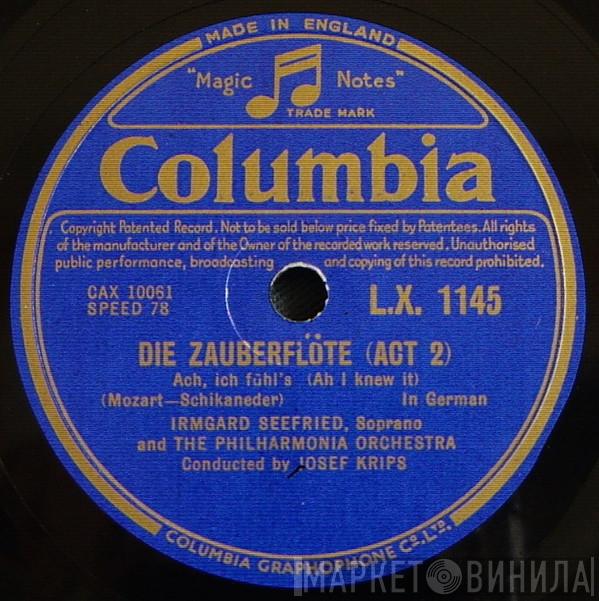 MADE IN ENGLAND
"Magic Notes"
TRADE MARK
Columbia
Copyright Patented Record. Not to be sold below price fixed by Patentees. All rights
of the manufacturer and of the Owner of the recorded work reserved. Unauthorised
public performance, broadcasting and copying of this record prohibited.
CAX 10061
SPEED 78
L.X. 1145
DIE ZAUBERFLÖTE (ACT 2)
Ach, ich fühl's (Ah I knew it)
(Mozart—Schikaneder) In German
IRMGARD SEEFRIED, Soprano
and THE PHILHARMONIA ORCHESTRA
Conducted by JOSEF KRIPS
COLUMBIA GRAPHOPHONE CO. LTD.
МАРКЕТ ВИНИЛА